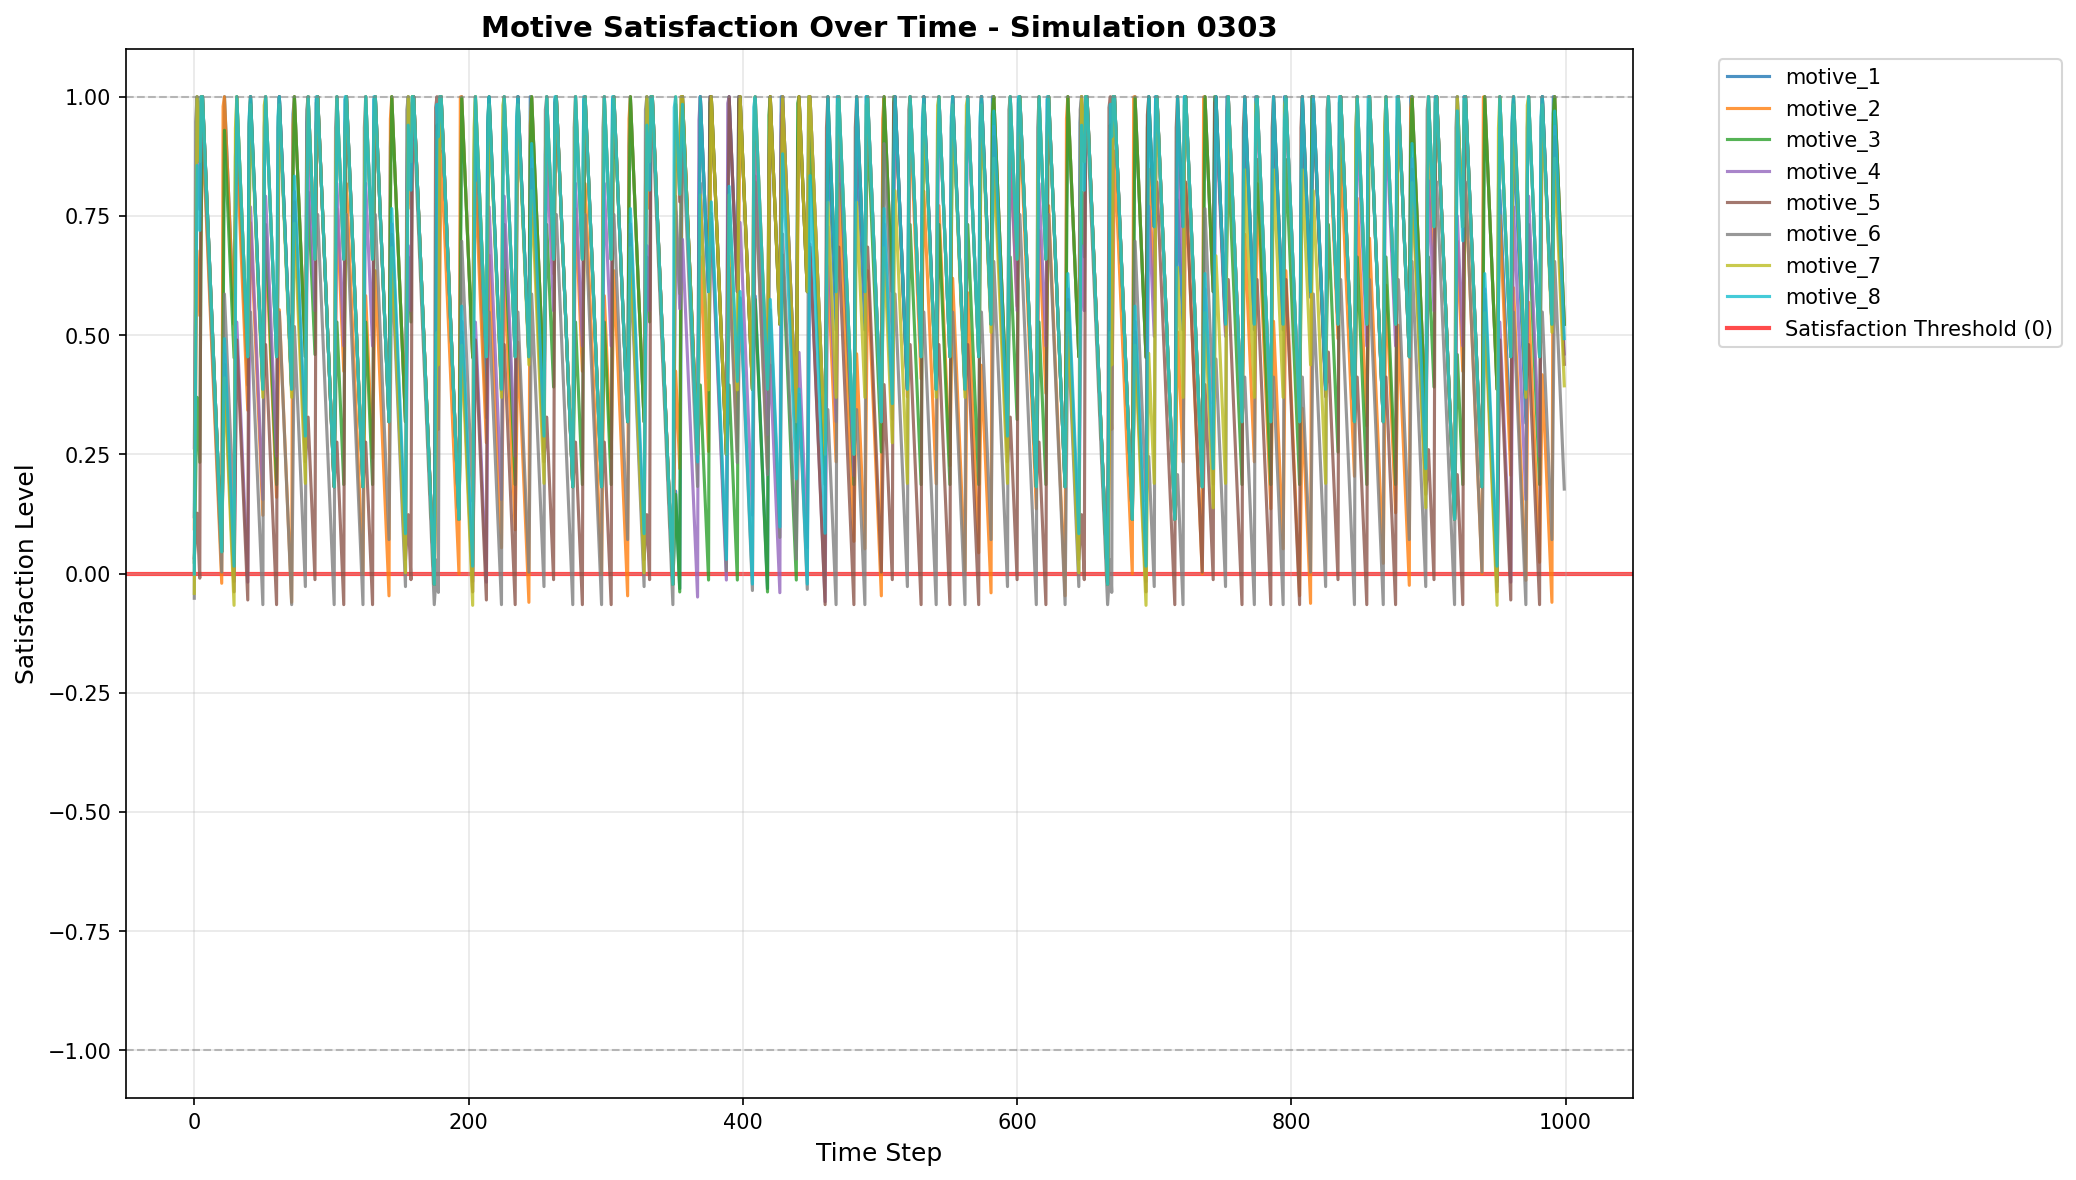 Motive Satisfaction Over Time - Simulation 0303
1.00
0.75
0.50
0.25
0.00
−0.25
−0.50
−0.75
−1.00
Satisfaction Level
0
200
400
600
800
1000
Time Step
motive_1
motive_2
motive_3
motive_4
motive_5
motive_6
motive_7
motive_8
Satisfaction Threshold (0)